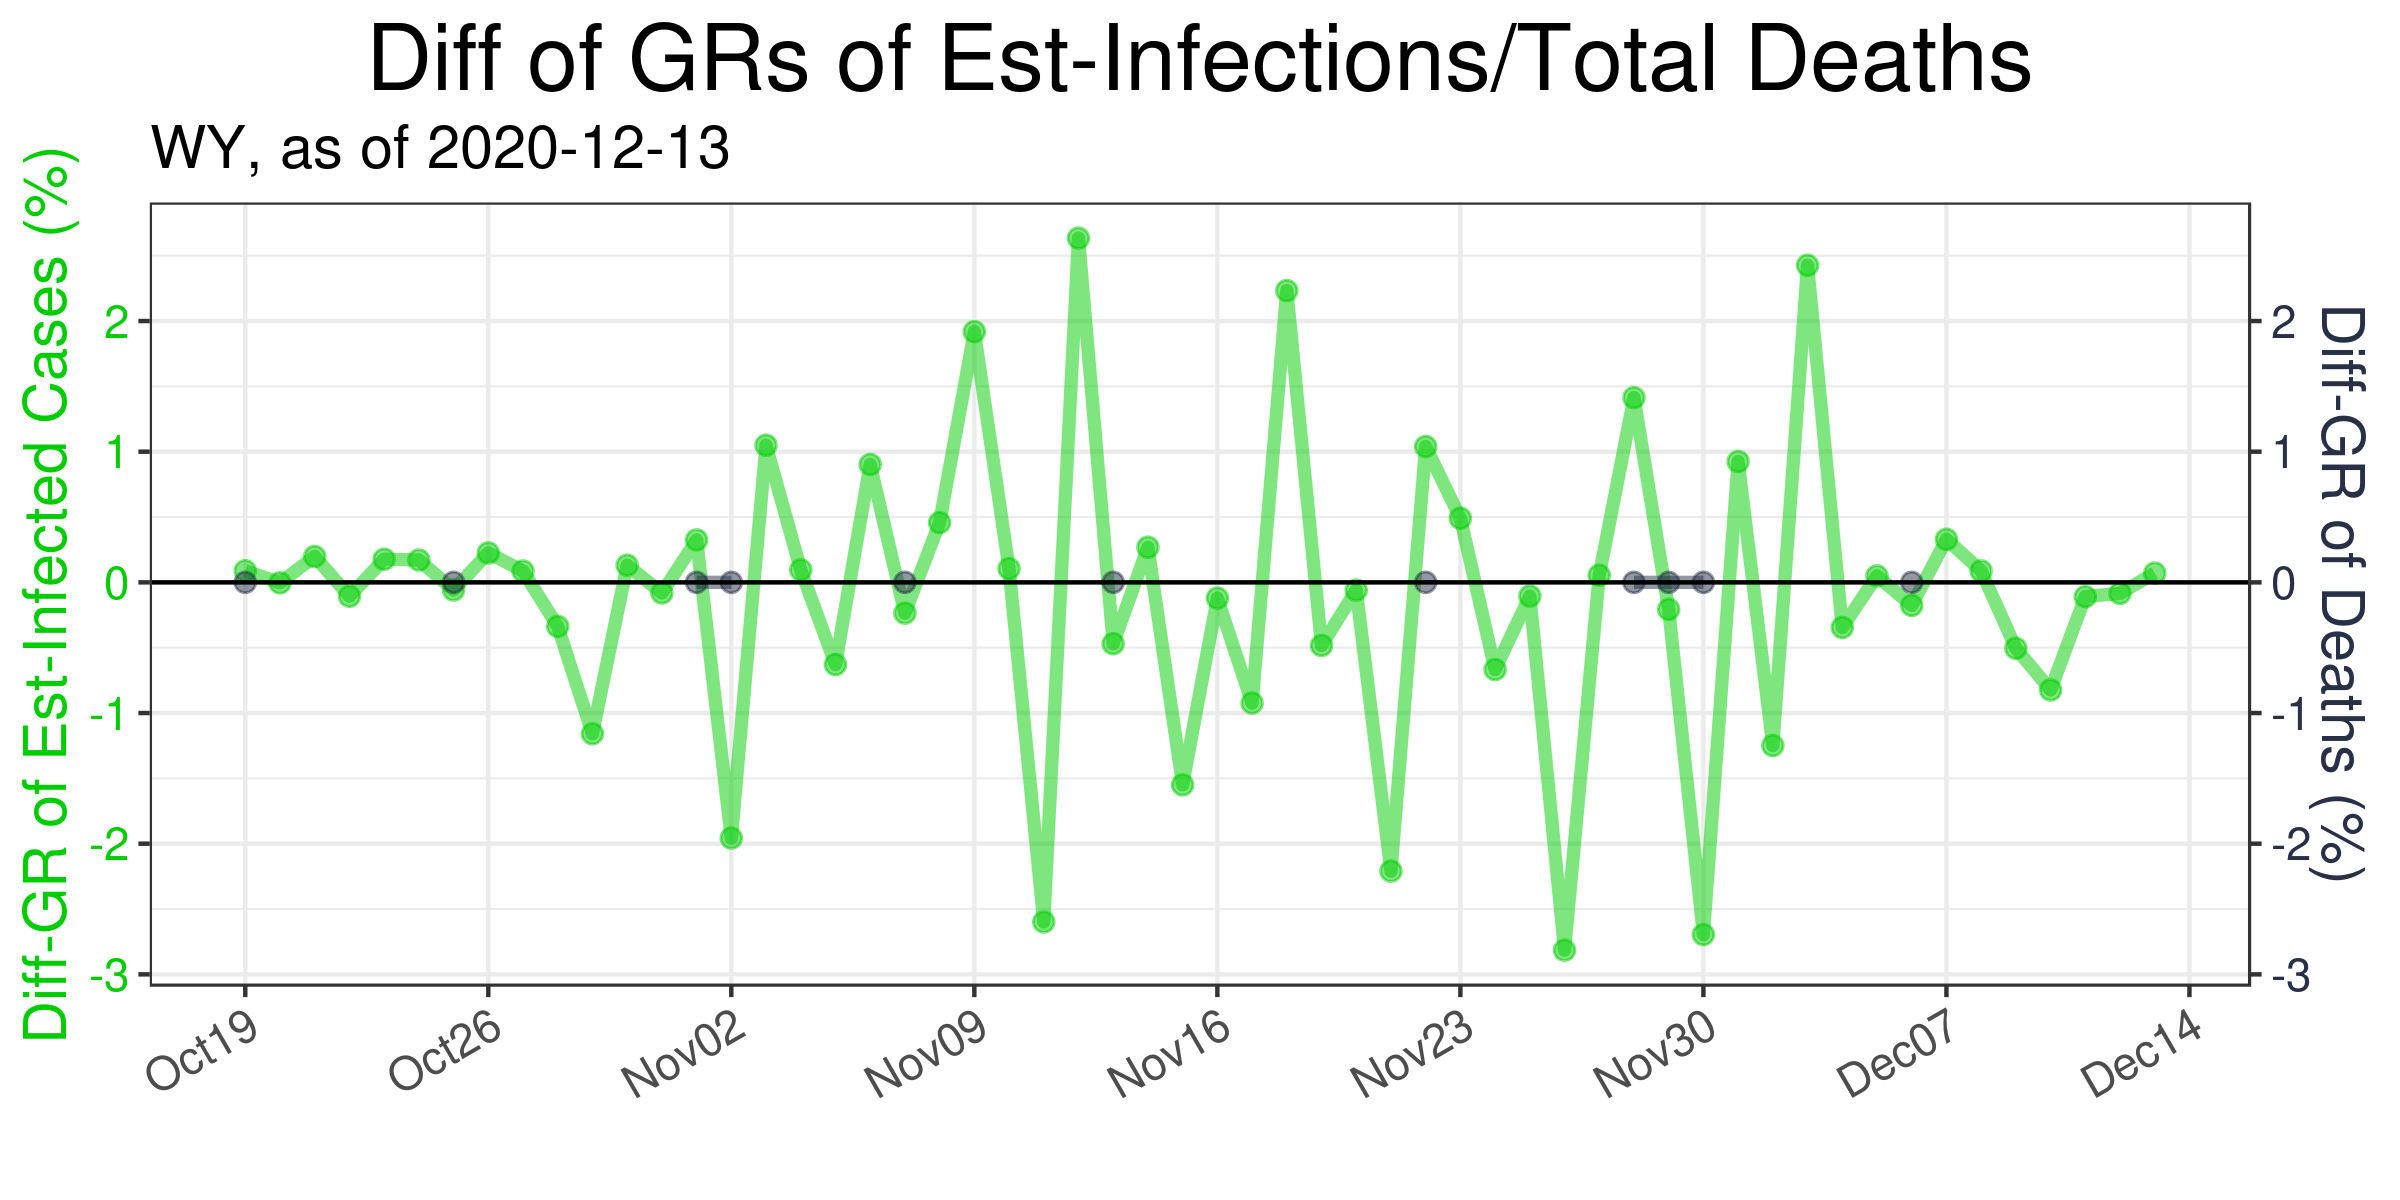 Diff of GRs of Est-Infections/Total Deaths
WY, as of 2020-12-13
Diff-GR of Est-Infected Cases (%)
2
1
0
-1
-2
-3
2
1
0
-1
-2
-3
Diff-GR of Deaths (%)
Oct19
Oct26
Nov02
Nov09
Nov16
Nov23
Nov30
Dec07
Dec14